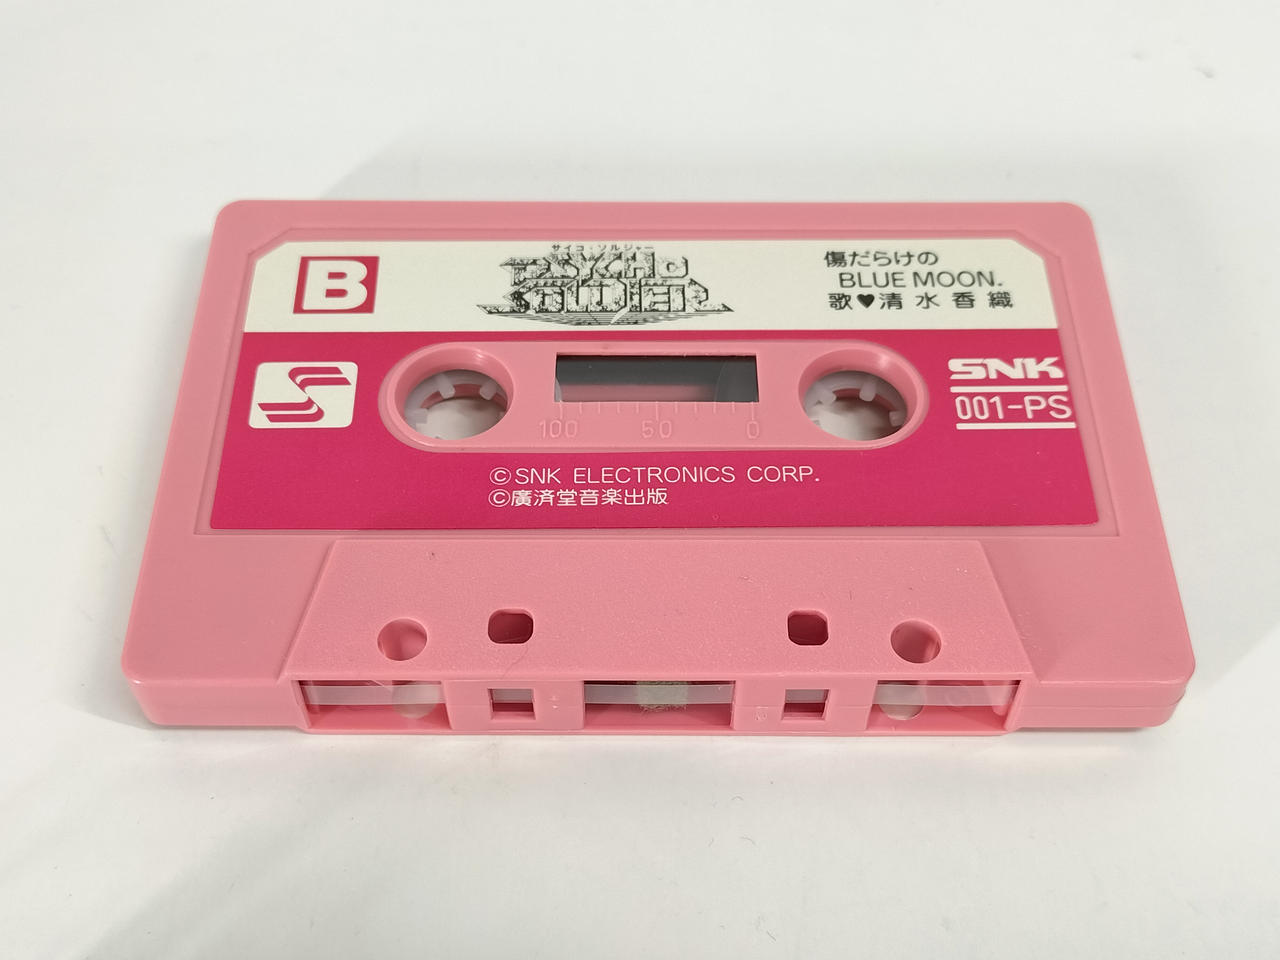 B
サイコ・ソルジャー
PSYCHO
SOLDIER
傷だらけの
BLUE MOON.
歌♥清水香織
S
SNK
001-PS
100 50 0
©SNK ELECTRONICS CORP.
©廣済堂音楽出版